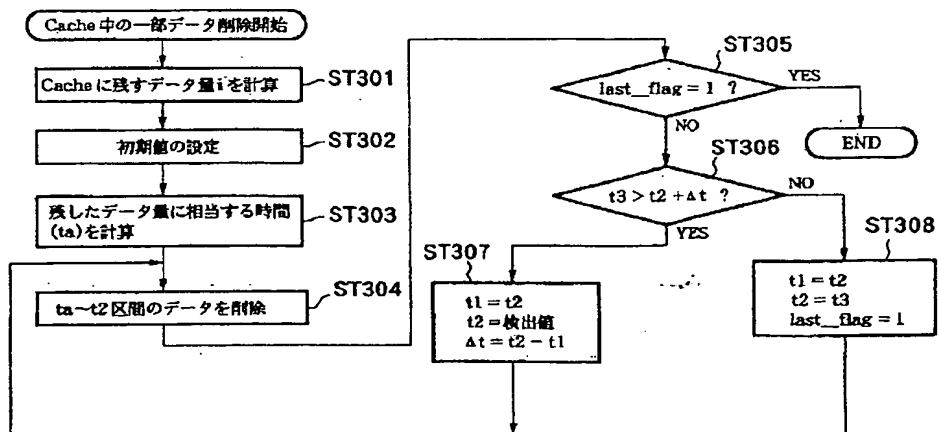 Cache 中の一部データ削除開始
Cacheに残すデータ量iを計算
ST301
初期値の設定
ST302
残したデータ量に相当する時間
(ta)を計算
ST303
ta~t2区間のデータを削除
ST304
ST305
last_flag = 1 ?
YES
NO
END
ST306
t3 > t2 + Δt ?
NO
YES
ST307
t1 = t2
t2 = 検出値
Δt = t2 - t1
ST308
t1 = t2
t2 = t3
last_flag = 1